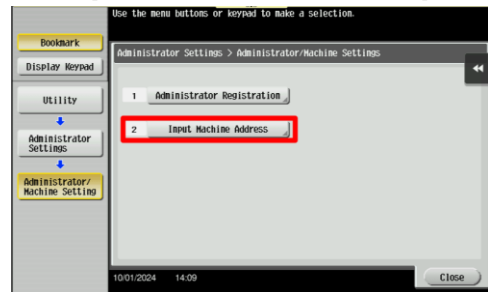 Use the menu buttons or keypad to make a selection.
Bookmark
Display Keypad
Utility
Administrator
Settings
Administrator/
Machine Setting
Administrator Settings > Administrator/Machine Settings
1 Administrator Registration
2 Input Machine Address
10/01/2024 14:09
Close